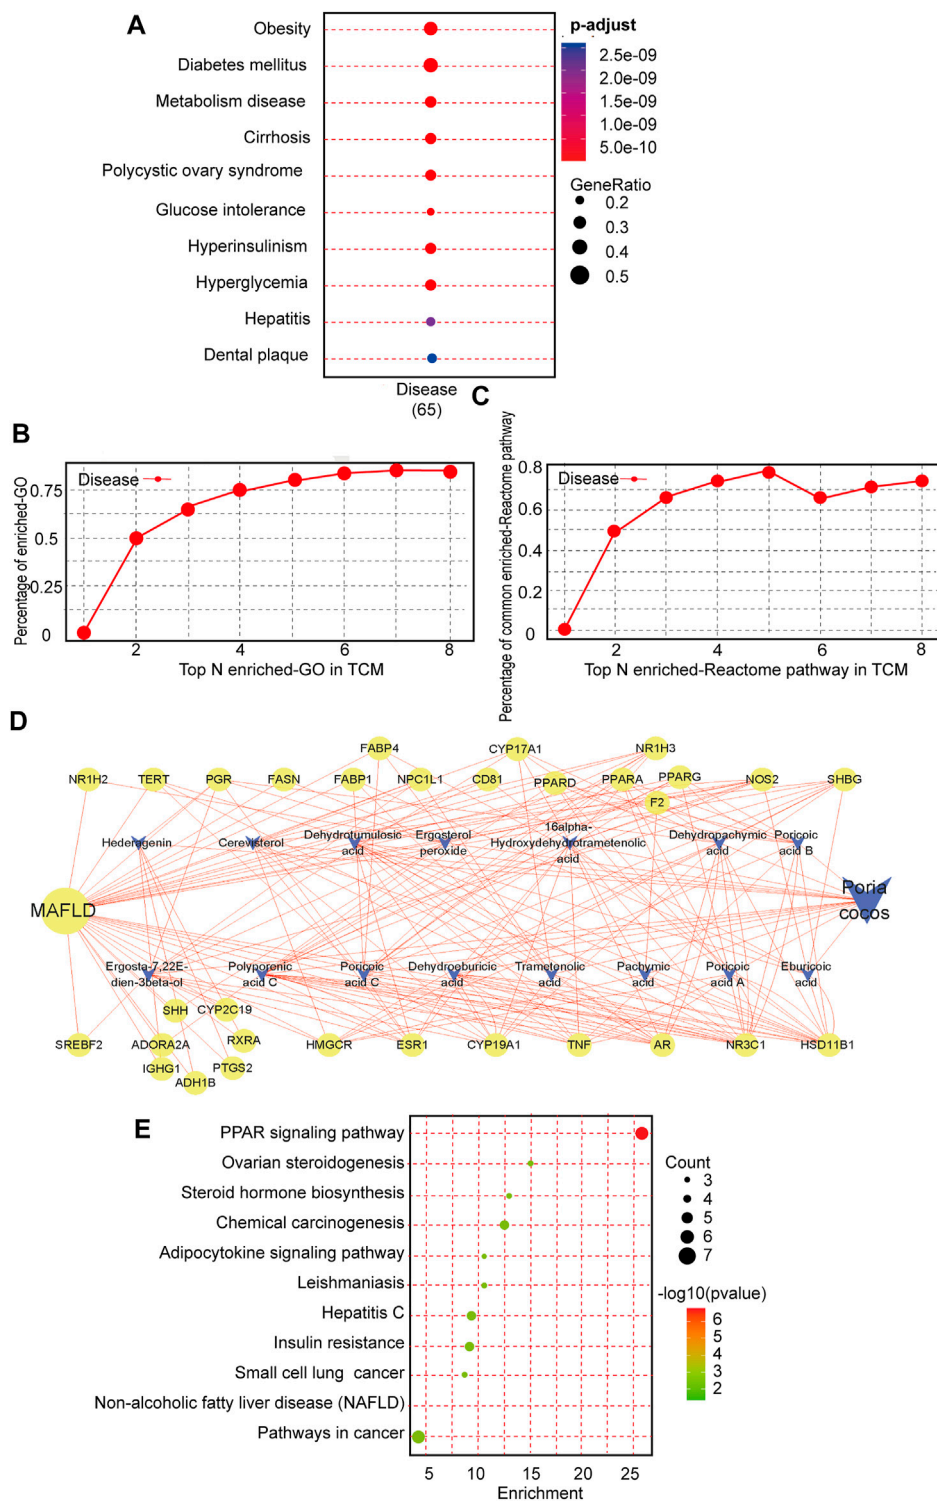 A
Obesity
Diabetes mellitus
Metabolism disease
Cirrhosis
Polycystic ovary syndrome
Glucose intolerance
Hyperinsulinism
Hyperglycemia
Hepatitis
Dental plaque
Disease
(65)
p-adjust
2.5e-09
2.0e-09
1.5e-09
1.0e-09
5.0e-10
GeneRatio
0.2
0.3
0.4
0.5
B
Percentage of enriched-GO
Disease
0.75
0.5
0.25
0
2 4 6 8
Top N enriched-GO in TCM
C
Percentage of common enriched-Reactome pathway
Disease
0.8
0.6
0.4
0.2
0
2 4 6 8
Top N enriched-Reactome pathway in TCM
D
FABP4 CYP17A1 NR1H3
NR1H2 TERT PGR FASN FABP1 NPC1L1 CD81 PPARD PPARA PPARG NOS2 SHBG
F2
Hederagenin
Cerevisterol
Dehydrotumulosic
acid
Ergosterol
peroxide
16alpha-
Hydroxydehydrotrametenolic
acid
Dehydropachymic
acid
Poricoic
acid B
MAFLD
Poria
cocos
Ergosta-7,22E-
dien-3beta-ol
Polyporenic
acid C
Poricoic
acid C
Dehydroeburicic
acid
Trametenolic
acid
Pachymic
acid
Poricoic
acid A
Eburicoic
acid
SHH CYP2C19
SREBF2 ADORA2A RXRA HMGCR ESR1 CYP19A1 TNF AR NR3C1 HSD11B1
IGHG1 PTGS2
ADH1B
E
PPAR signaling pathway
Ovarian steroidogenesis
Steroid hormone biosynthesis
Chemical carcinogenesis
Adipocytokine signaling pathway
Leishmaniasis
Hepatitis C
Insulin resistance
Small cell lung cancer
Non-alcoholic fatty liver disease (NAFLD)
Pathways in cancer
5 10 15 20 25
Enrichment
Count
3
4
5
6
7
-log10(pvalue)
6
5
4
3
2